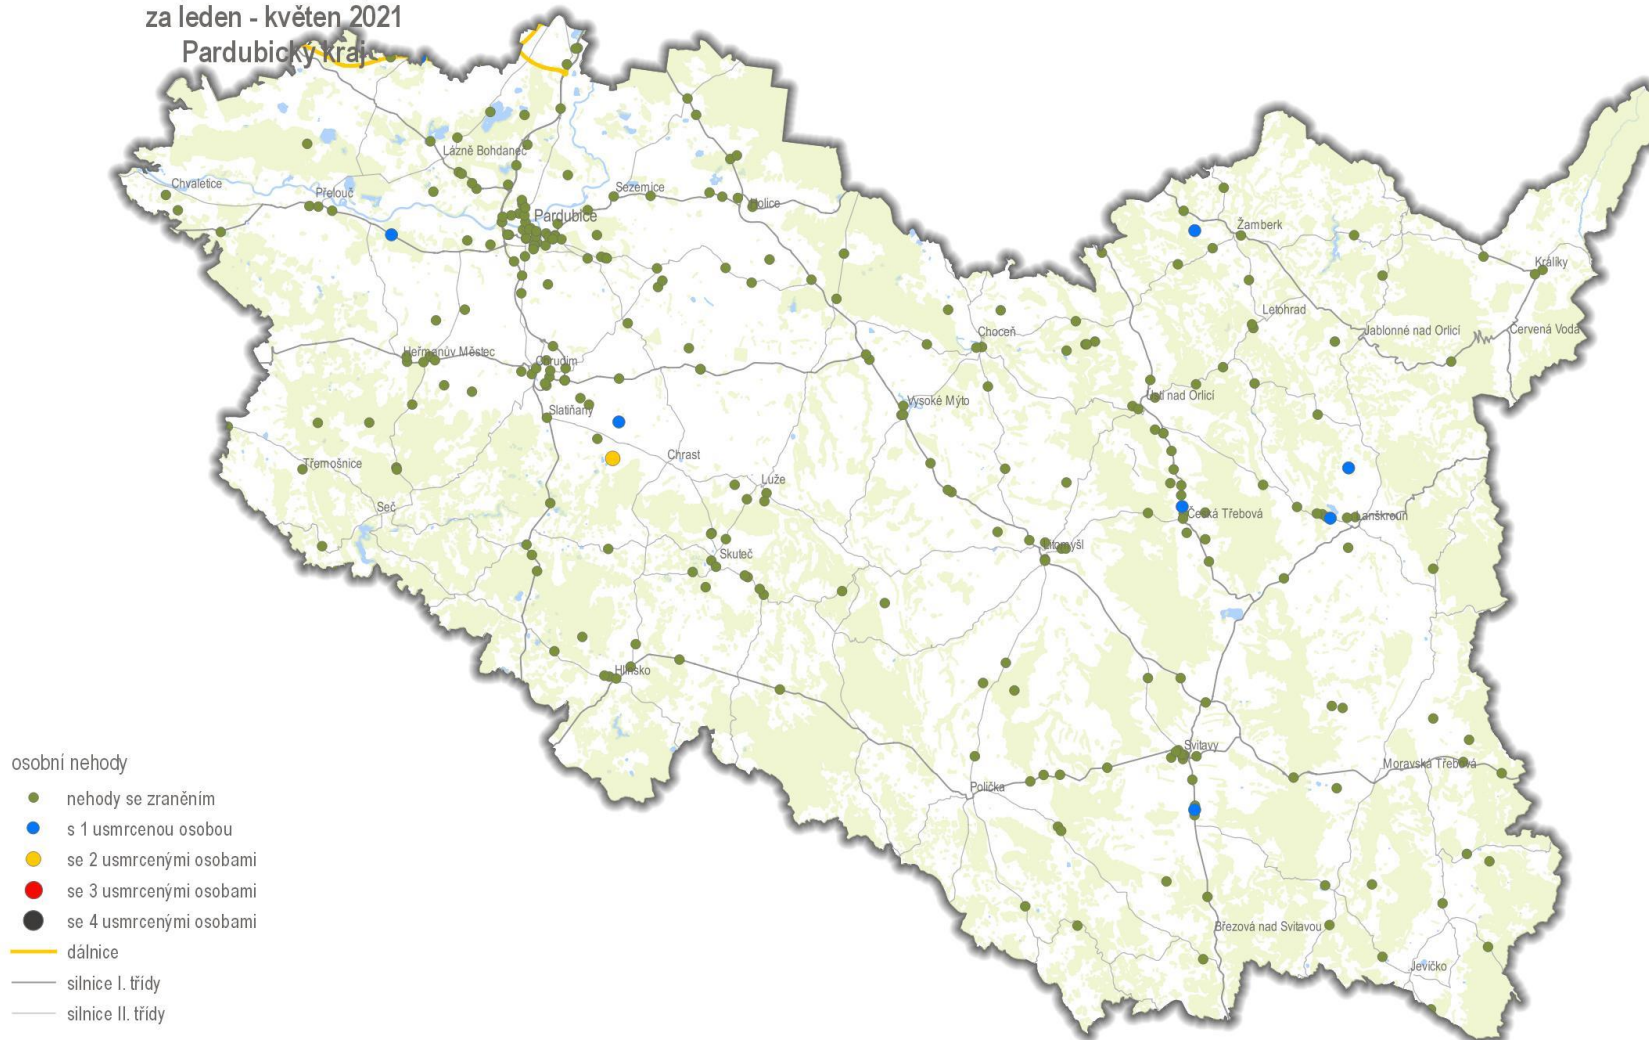 za leden - květen 2021
Pardubický kraj
Lázně Bohdaneč
Chvaletice
Přelouč
Sezemice
Pardubice
Holice
Žamberk
Králíky
Letohrad
Choceň
Jablonné nad Orlicí
Červená Voda
Heřmanův Městec
Chrudim
Ústí nad Orlicí
Vysoké Mýto
Slatiňany
Chrast
Třemošnice
Luže
Seč
Česká Třebová
Lanškroun
Litomyšl
Skuteč
Hlinsko
Svitavy
Moravská Třebová
Polička
Březová nad Svitavou
Jevíčko
osobní nehody
nehody se zraněním
s 1 usmrcenou osobou
se 2 usmrcenými osobami
se 3 usmrcenými osobami
se 4 usmrcenými osobami
dálnice
silnice I. třídy
silnice II. třídy